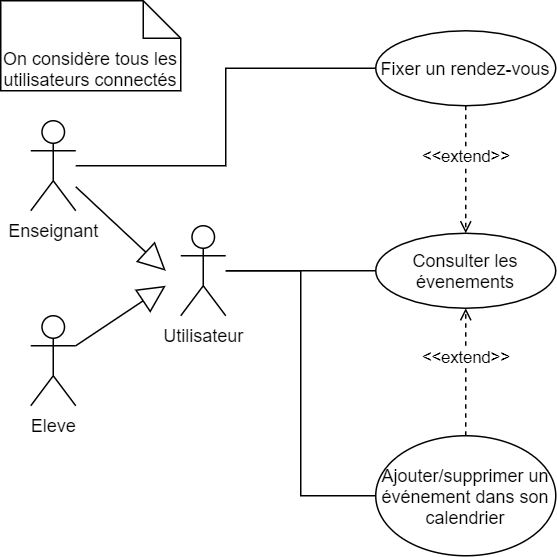 On considère tous les
utilisateurs connectés
Fixer un rendez-vous
<<extend>>
Enseignant
Consulter les
évenements
Utilisateur
<<extend>>
Eleve
Ajouter/supprimer un
événement dans son
calendrier